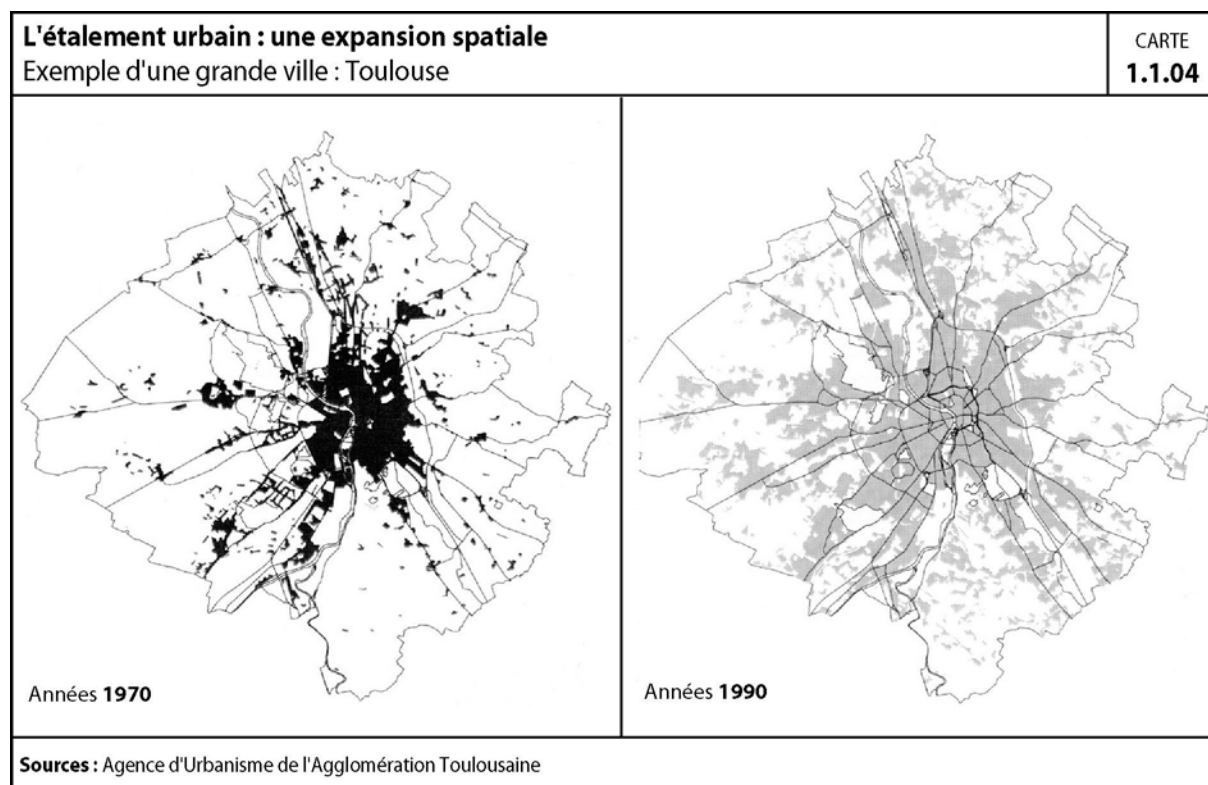 L'étalement urbain : une expansion spatiale
Exemple d'une grande ville : Toulouse
CARTE
1.1.04
Années 1970
Années 1990
Sources : Agence d'Urbanisme de l'Agglomération Toulousaine